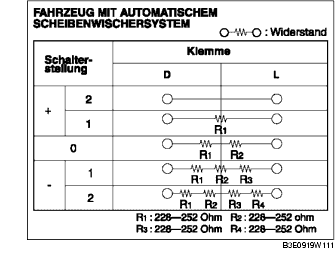 FAHRZEUG MIT AUTOMATISCHEM
SCHEIBENWISCHERSYSTEM
: Widerstand
Schalter-
stellung
Klemme
D L
+ 2
1 R1
0 R1 R2
- 1 R1 R2 R3
2 R1 R2 R3 R4
R1 : 228—252 Ohm R2 : 228—252 ohm
R3 : 228—252 Ohm R4 : 228—252 Ohm
B3E0919W111